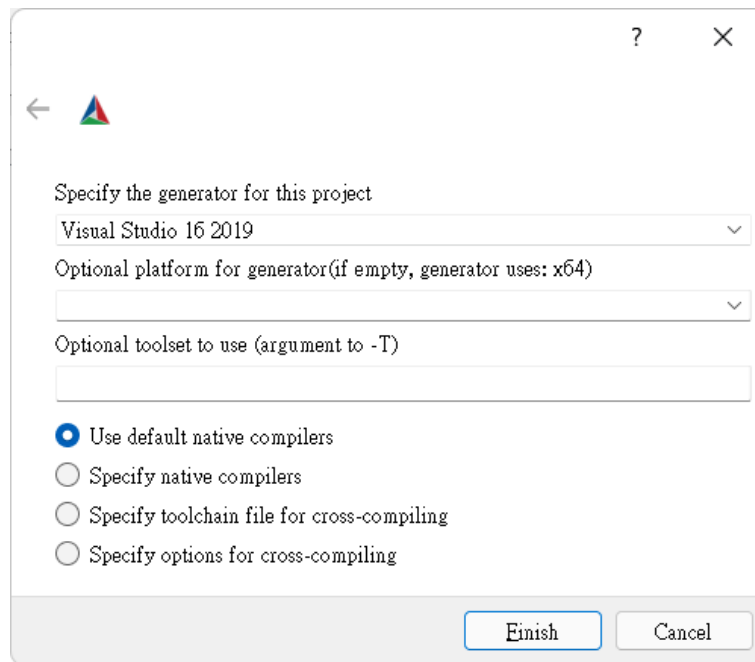 ?
Specify the generator for this project
Visual Studio 16 2019
Optional platform for generator(if empty, generator uses: x64)
Optional toolset to use (argument to -T)
Use default native compilers
Specify native compilers
Specify toolchain file for cross-compiling
Specify options for cross-compiling
Finish Cancel